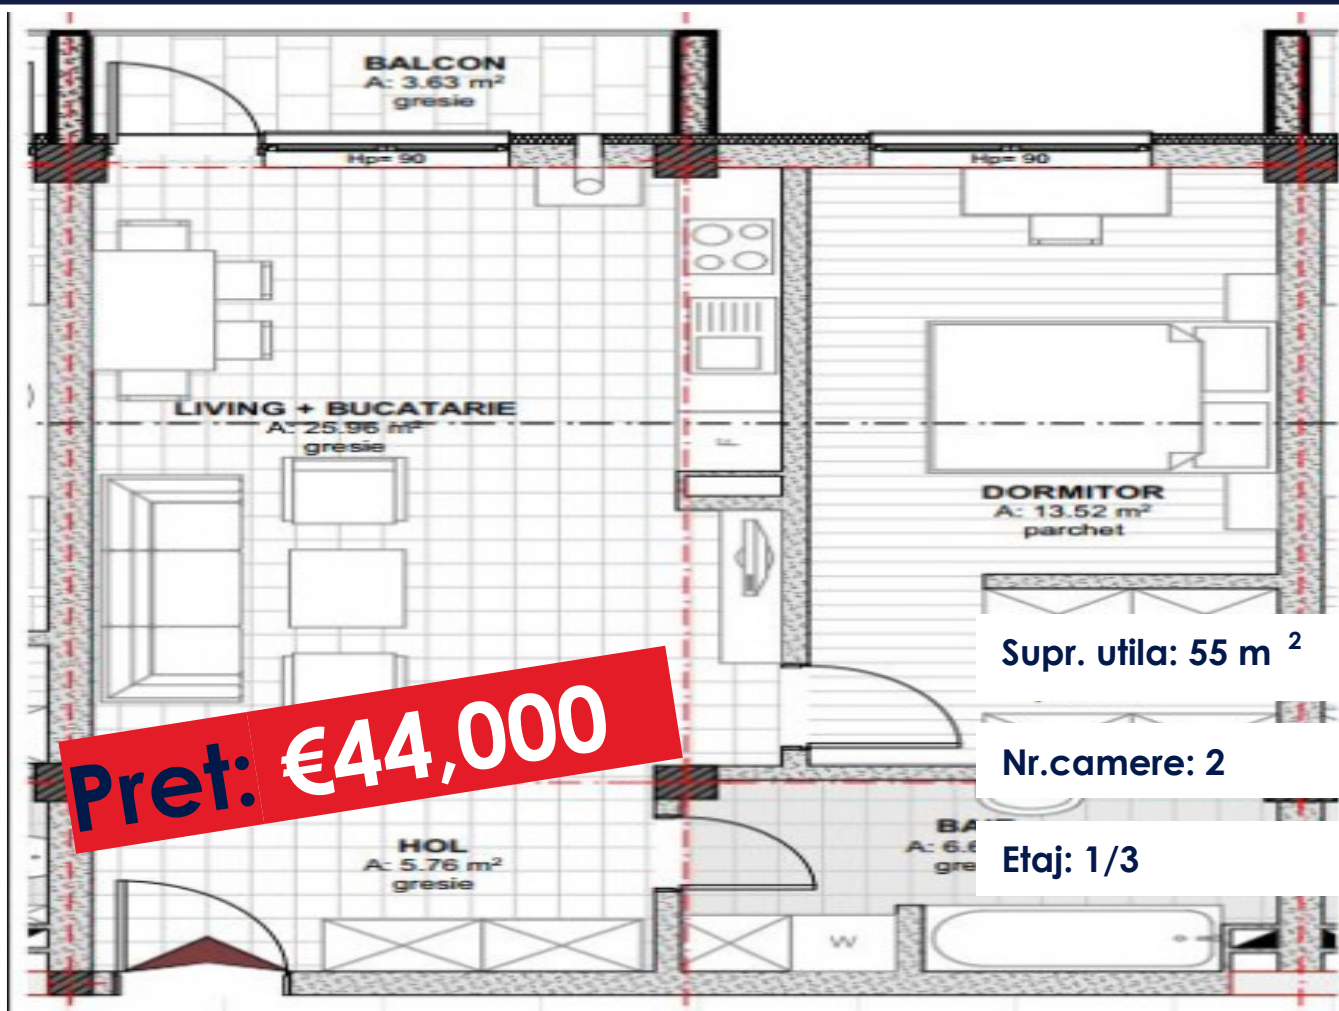 BALCON
A: 3.63 m²
gresie
Hp= 90
Hp= 90
LIVING + BUCATARIE
A: 25.96 m²
gresie
F
DORMITOR
A: 13.52 m²
parchet
Supr. utila: 55 m ²
Pret: €44,000
Nr.camere: 2
HOL
A: 5.76 m²
gresie
A: 6.6
Etaj: 1/3
W